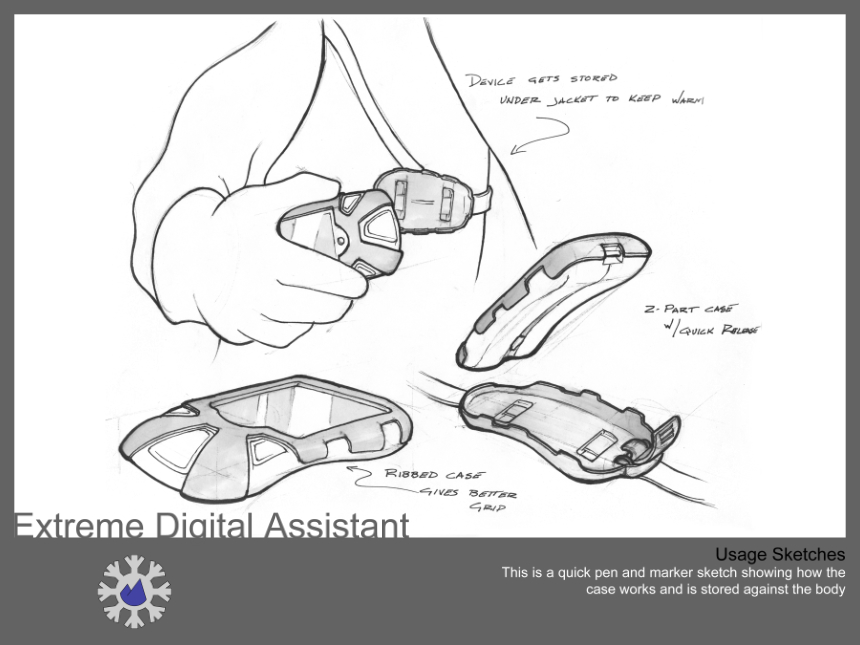 DEVICE GETS STORED
UNDER JACKET TO KEEP WARM
2-PART CASE
W/ QUICK RELEASE
RIBBED CASE
GIVES BETTER
GRIP
Extreme Digital Assistant
Usage Sketches
This is a quick pen and marker sketch showing how the
case works and is stored against the body